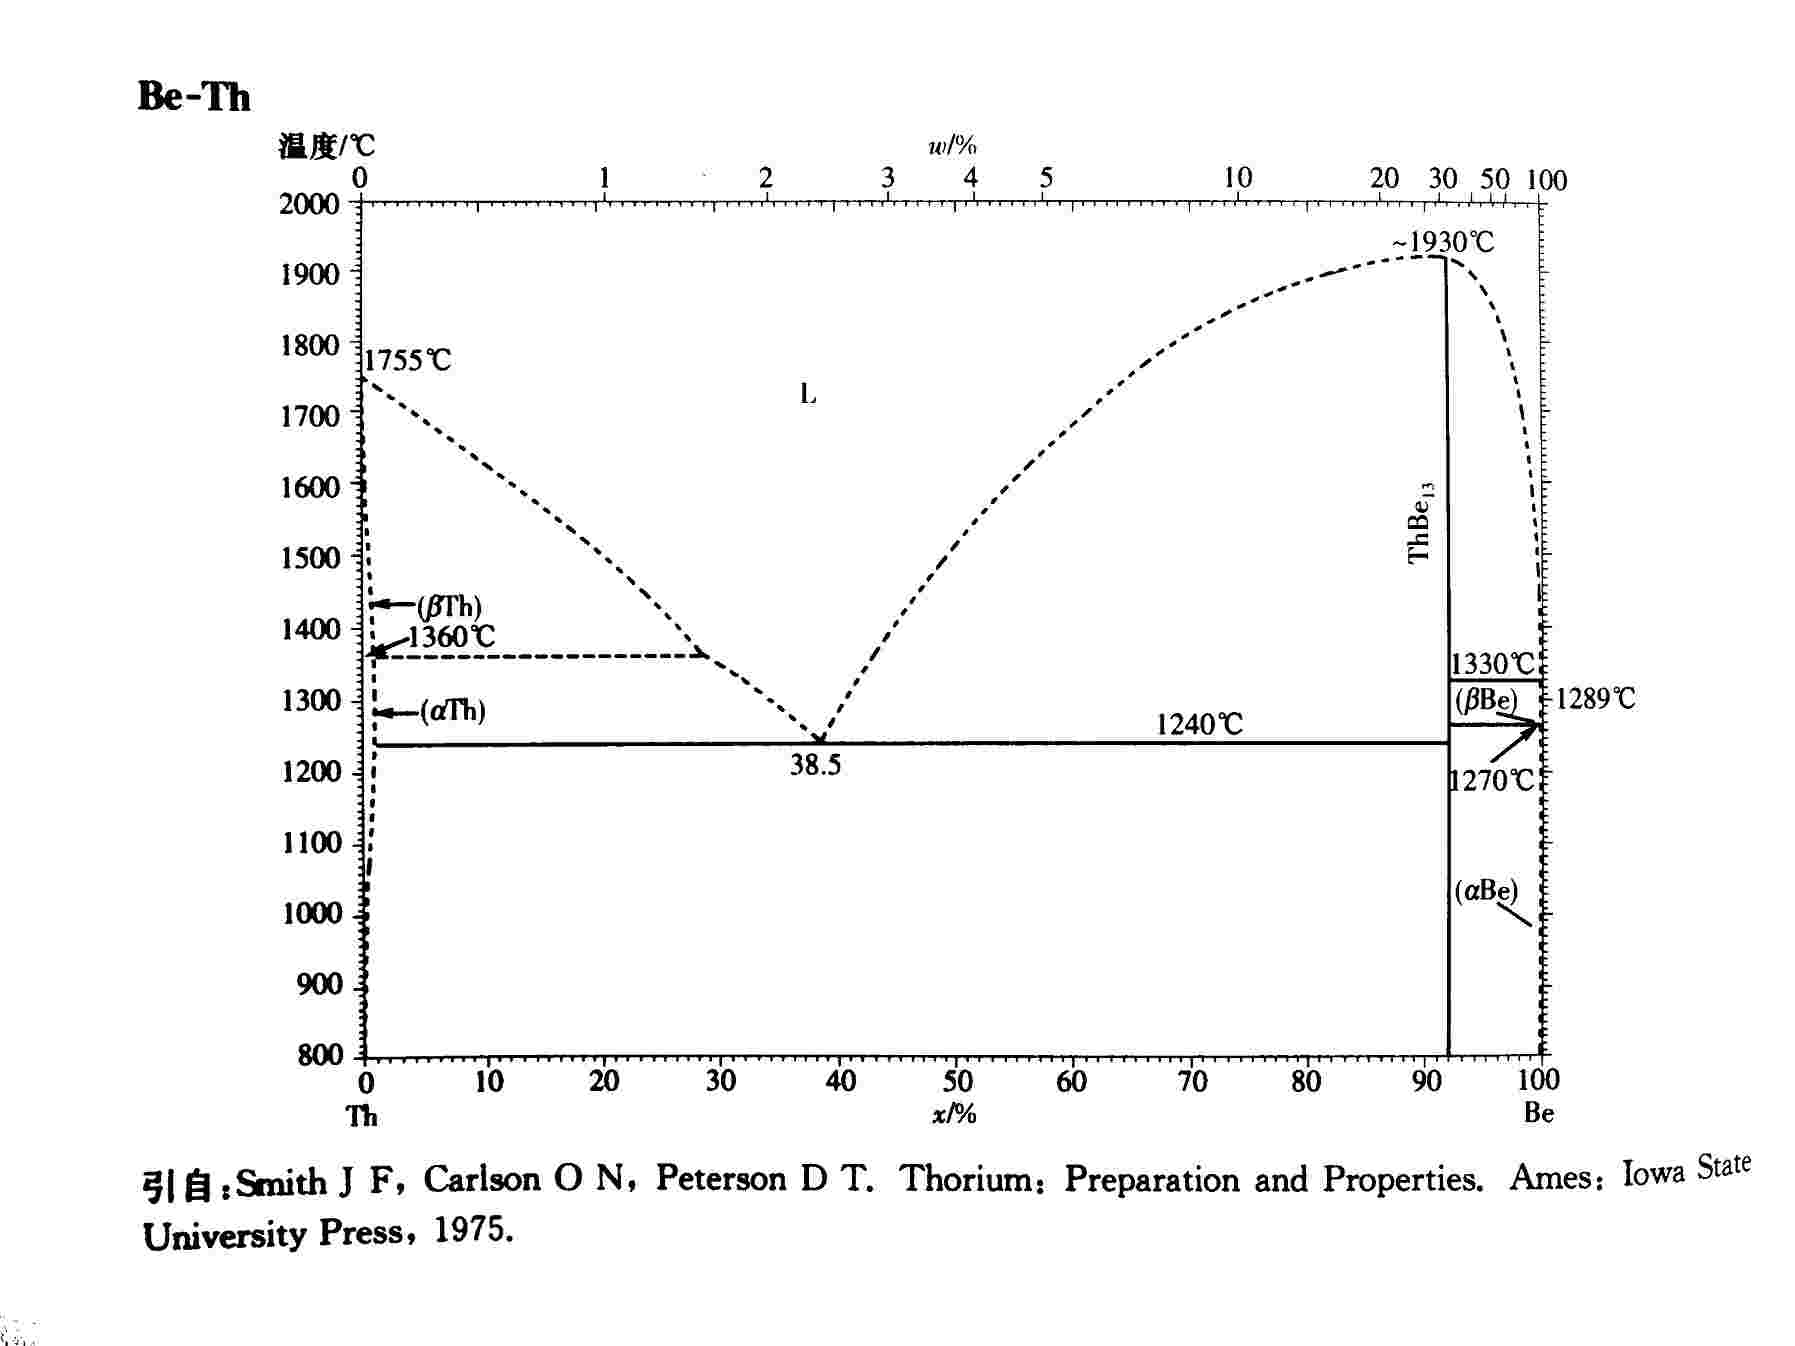 Be-Th
温度/℃
w/%
0 1 2 3 4 5 10 20 30 50 100
2000
~1930℃
1900
1800
1755℃
L
1700
1600
ThBe₁₃
1500
(βTh)
1400
1360℃
1330℃
1300
(αTh)
(βBe)
1289℃
1240℃
38.5
1200
1270℃
1100
(αBe)
1000
900
800
0 10 20 30 40 50 60 70 80 90 100
Th x/% Be
引自:Smith J F, Carlson O N, Peterson D T. Thorium: Preparation and Properties. Ames: Iowa State
University Press, 1975.